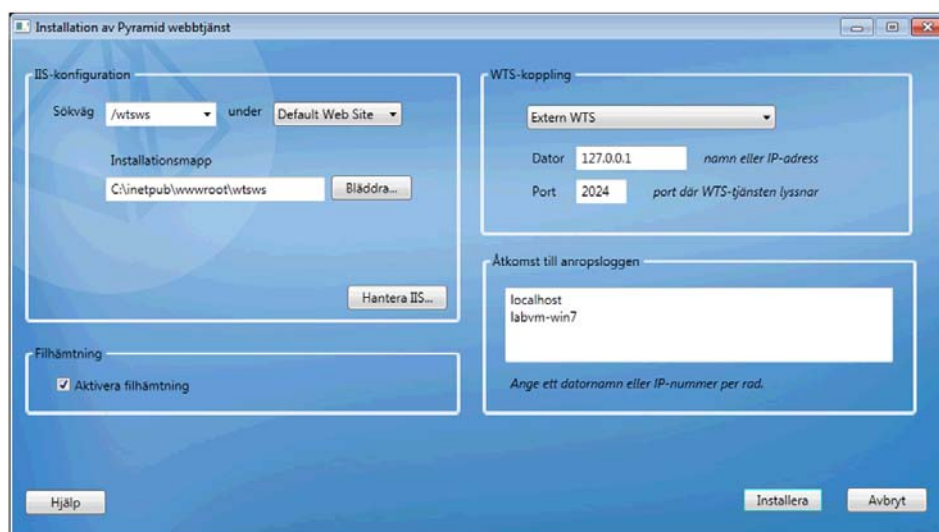 Installation av Pyramid webbtjänst
IIS-konfiguration
Sökväg /wtsws under Default Web Site
Installationsmapp
C:\inetpub\wwwroot\wtsws Bläddra...
Hantera IIS...
Filhämtning
Aktivera filhämtning
WTS-koppling
Extern WTS
Dator 127.0.0.1 namn eller IP-adress
Port 2024 port där WTS-tjänsten lyssnar
Åtkomst till anropsloggen
localhost
labvm-win7
Ange ett datornamn eller IP-nummer per rad.
Hjälp Installera Avbryt